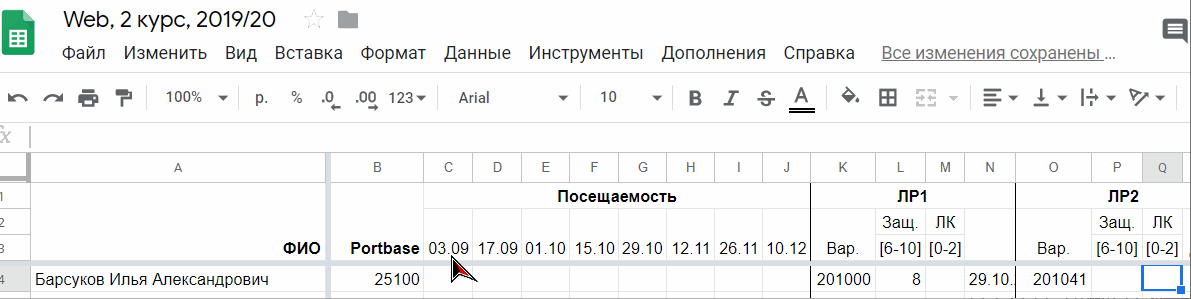 Web, 2 курс, 2019/20
Файл Изменить Вид Вставка Формат Данные Инструменты Дополнения Справка Все изменения сохранены ...
100% р. % .0 .00 123 Arial 10 B I S A
fx
A B C D E F G H I J K L M N O P Q
1 Посещаемость ЛР1 ЛР2
2 Защ. ЛК Защ. ЛК
3 ФИО Portbase 03.09 17.09 01.10 15.10 29.10 12.11 26.11 10.12 Вар. [6-10] [0-2] Вар. [6-10] [0-2]
4 Барсуков Илья Александрович 25100 201000 8 29.10. 201041